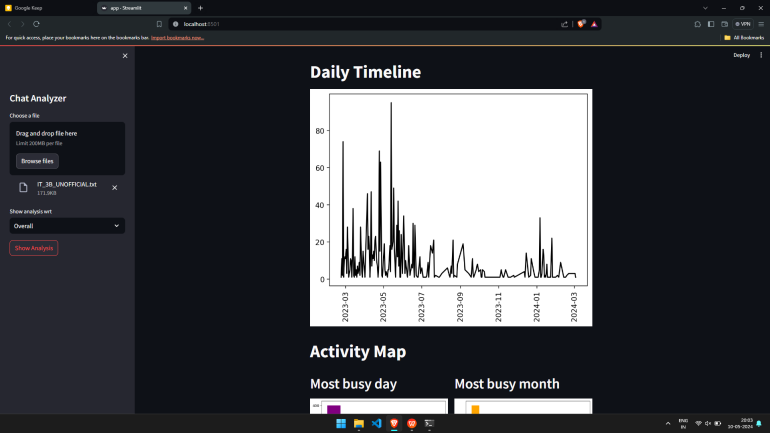 Google Keep
app · Streamlit
localhost:8501
VPN
For quick access, place your bookmarks here on the bookmarks bar. Import bookmarks now...
All Bookmarks
Deploy
Chat Analyzer
Choose a file
Drag and drop file here
Limit 200MB per file
Browse files
IT_3B_UNOFFICIAL.txt
171.9KB
Show analysis wrt
Overall
Show Analysis
Daily Timeline
80
60
40
20
0
2023-03
2023-05
2023-07
2023-09
2023-11
2024-01
2024-03
Activity Map
Most busy day
Most busy month
ENG
IN
20:03
10-05-2024